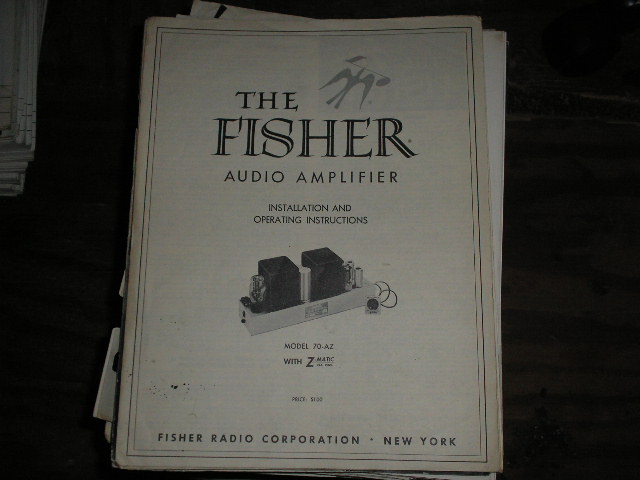 THE
FISHER
AUDIO AMPLIFIER
INSTALLATION AND
OPERATING INSTRUCTIONS
MODEL 70-AZ
WITH Z MATIC
PRICE: $1.00
FISHER RADIO CORPORATION · NEW YORK